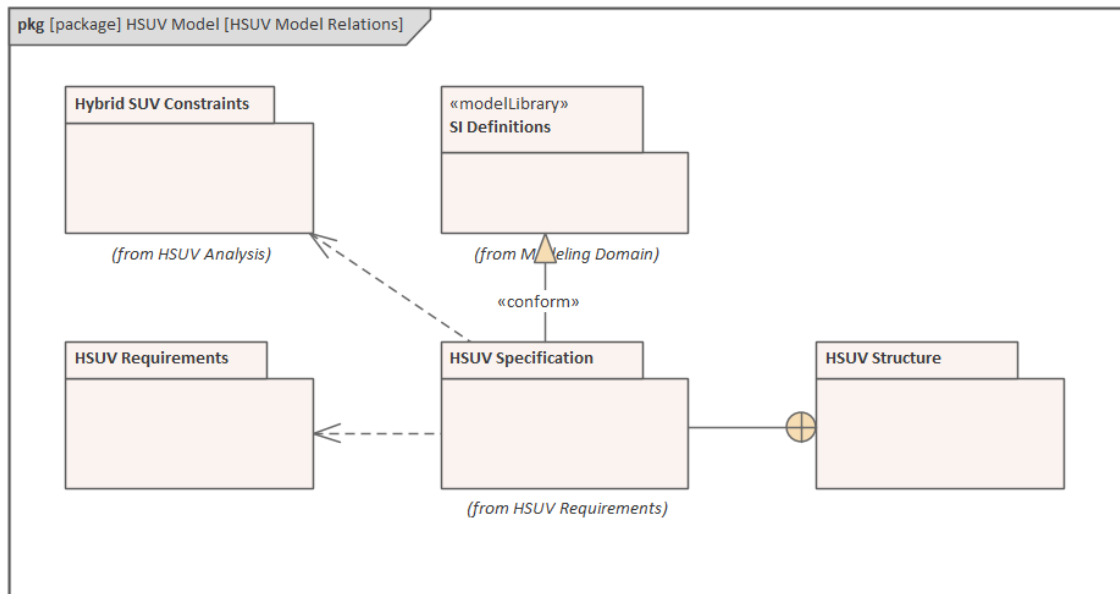 pkg [package] HSUV Model [HSUV Model Relations]
Hybrid SUV Constraints
«modelLibrary»
SI Definitions
(from HSUV Analysis)
(from Modeling Domain)
«conform»
HSUV Requirements
HSUV Specification
HSUV Structure
(from HSUV Requirements)